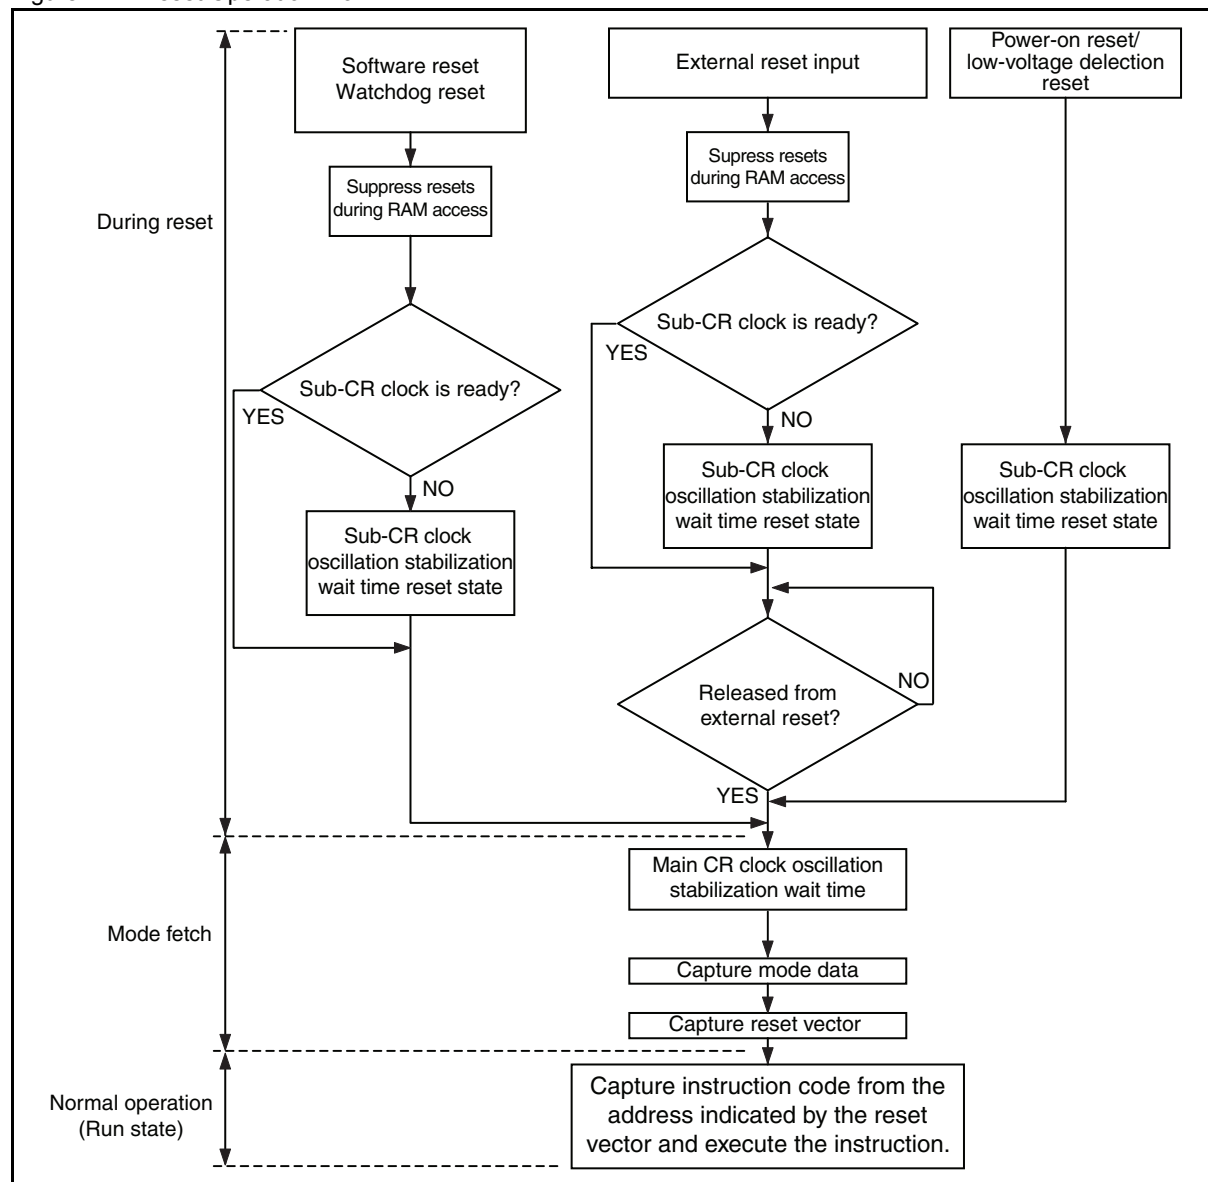 Software reset
Watchdog reset
External reset input
Power-on reset/
low-voltage delection
reset
Supress resets
during RAM access
Suppress resets
during RAM access
During reset
Sub-CR clock is ready?
YES
NO
Sub-CR clock is ready?
YES
NO
Sub-CR clock
oscillation stabilization
wait time reset state
Sub-CR clock
oscillation stabilization
wait time reset state
Sub-CR clock
oscillation stabilization
wait time reset state
Released from
external reset?
NO
YES
Main CR clock oscillation
stabilization wait time
Mode fetch
Capture mode data
Capture reset vector
Normal operation
(Run state)
Capture instruction code from the
address indicated by the reset
vector and execute the instruction.